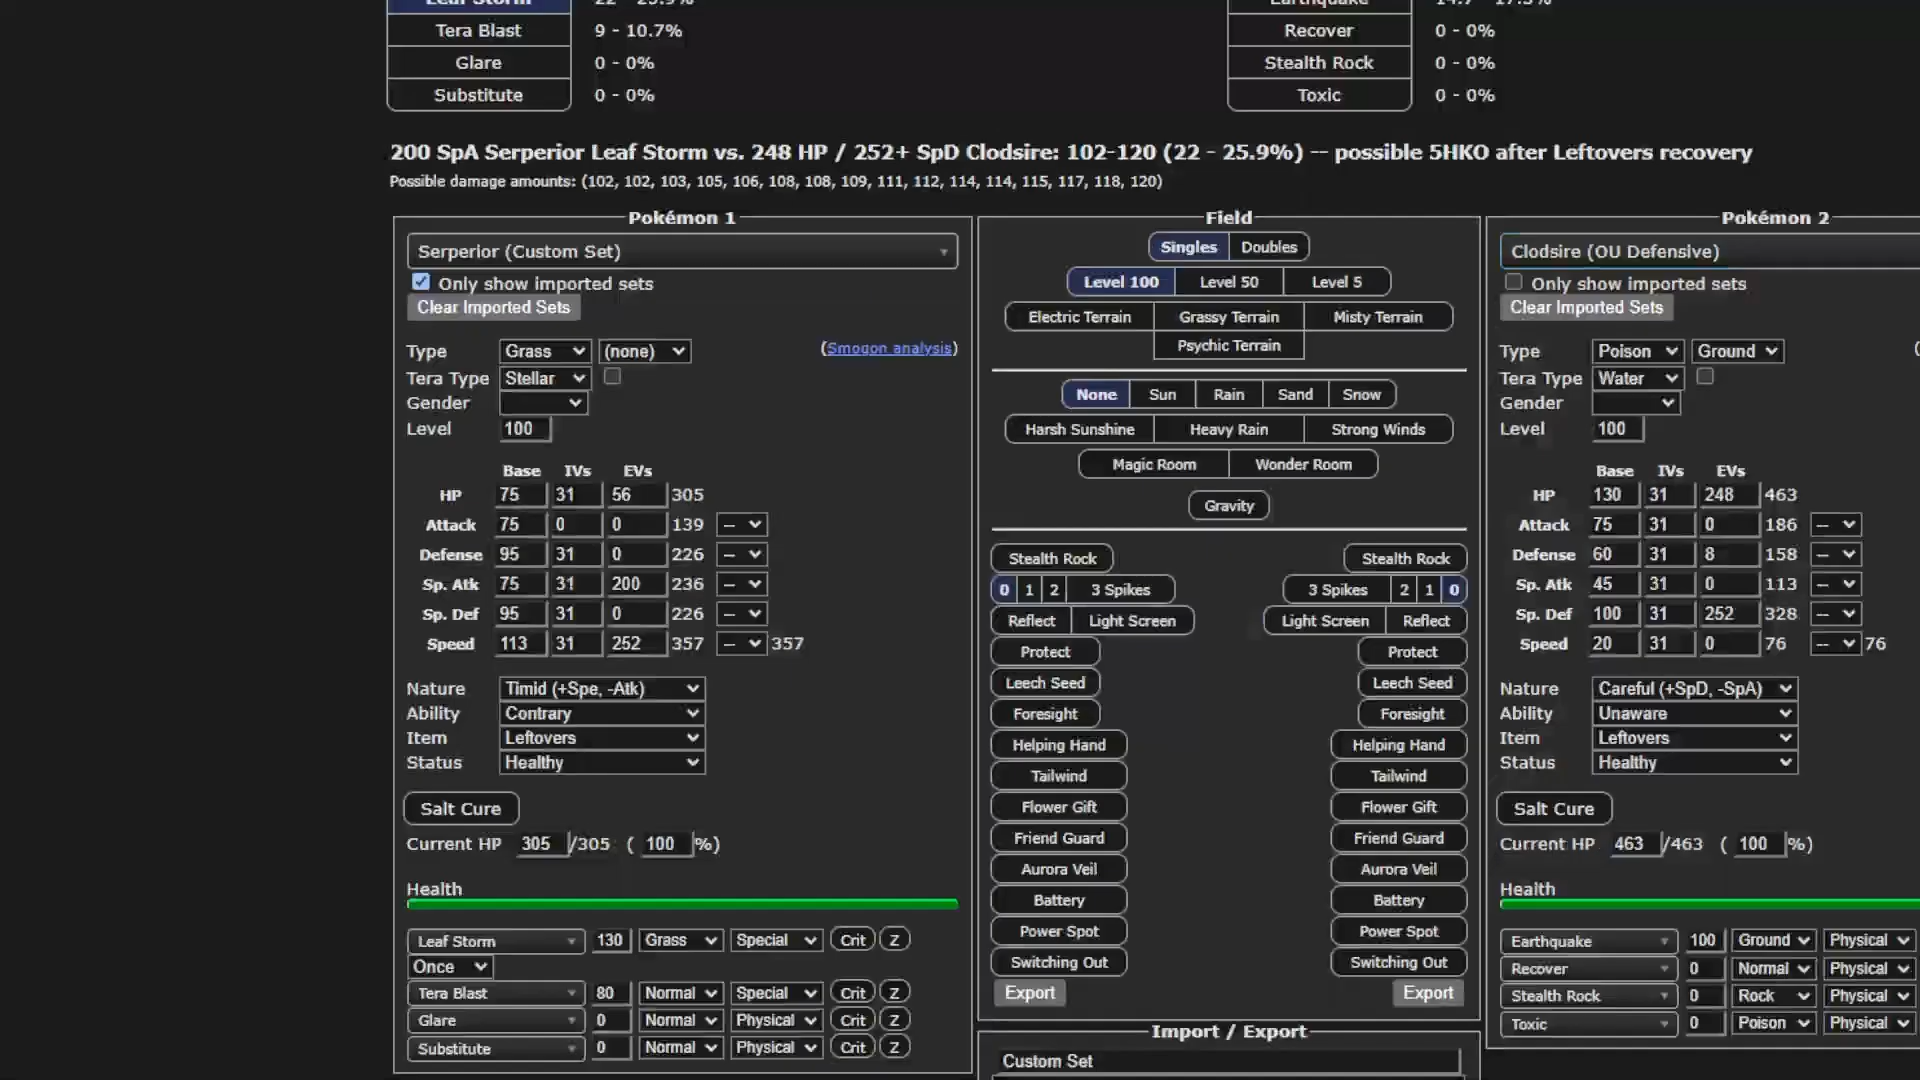 Leaf Storm 22 - 25.9%
Tera Blast 9 - 10.7%
Glare 0 - 0%
Substitute 0 - 0%
Earthquake 14.7 - 17.3%
Recover 0 - 0%
Stealth Rock 0 - 0%
Toxic 0 - 0%
200 SpA Serperior Leaf Storm vs. 248 HP / 252+ SpD Clodsire: 102-120 (22 - 25.9%) -- possible 5HKO after Leftovers recovery
Possible damage amounts: (102, 102, 103, 105, 106, 108, 108, 109, 111, 112, 114, 114, 115, 117, 118, 120)
Pokémon 1
Serperior (Custom Set)
Only show imported sets
Clear Imported Sets
Type Grass (none) (Smogon analysis)
Tera Type Stellar
Gender
Level 100
Base IVs EVs
HP 75 31 56 305
Attack 75 0 0 139 --
Defense 95 31 0 226 --
Sp. Atk 75 31 200 236 --
Sp. Def 95 31 0 226 --
Speed 113 31 252 357 -- 357
Nature Timid (+Spe, -Atk)
Ability Contrary
Item Leftovers
Status Healthy
Salt Cure
Current HP 305 /305 ( 100 %)
Health
Leaf Storm 130 Grass Special Crit Z
Once
Tera Blast 80 Normal Special Crit Z
Glare 0 Normal Physical Crit Z
Substitute 0 Normal Physical Crit Z
Field
Singles Doubles
Level 100 Level 50 Level 5
Electric Terrain Grassy Terrain Misty Terrain
Psychic Terrain
None Sun Rain Sand Snow
Harsh Sunshine Heavy Rain Strong Winds
Magic Room Wonder Room
Gravity
Stealth Rock Stealth Rock
0 1 2 3 Spikes 3 Spikes 2 1 0
Reflect Light Screen Light Screen Reflect
Protect Protect
Leech Seed Leech Seed
Foresight Foresight
Helping Hand Helping Hand
Tailwind Tailwind
Flower Gift Flower Gift
Friend Guard Friend Guard
Aurora Veil Aurora Veil
Battery Battery
Power Spot Power Spot
Switching Out Switching Out
Export Export
Import / Export
Custom Set
Pokémon 2
Clodsire (OU Defensive)
Only show imported sets
Clear Imported Sets
Type Poison Ground (
Tera Type Water
Gender
Level 100
Base IVs EVs
HP 130 31 248 463
Attack 75 31 0 186 --
Defense 60 31 8 158 --
Sp. Atk 45 31 0 113 --
Sp. Def 100 31 252 328 --
Speed 20 31 0 76 -- 76
Nature Careful (+SpD, -SpA)
Ability Unaware
Item Leftovers
Status Healthy
Salt Cure
Current HP 463 /463 ( 100 %)
Health
Earthquake 100 Ground Physical
Recover 0 Normal Physical
Stealth Rock 0 Rock Physical
Toxic 0 Poison Physical